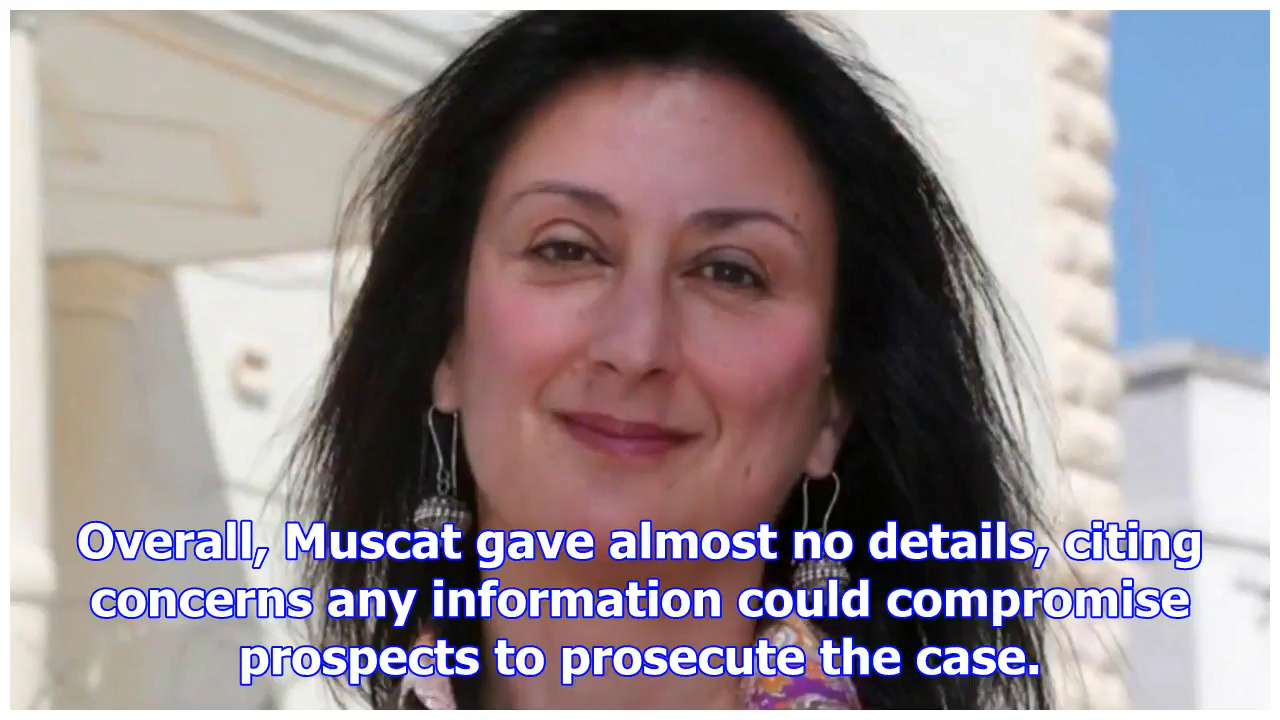 Overall, Muscat gave almost no details, citing
concerns any information could compromise
prospects to prosecute the case.